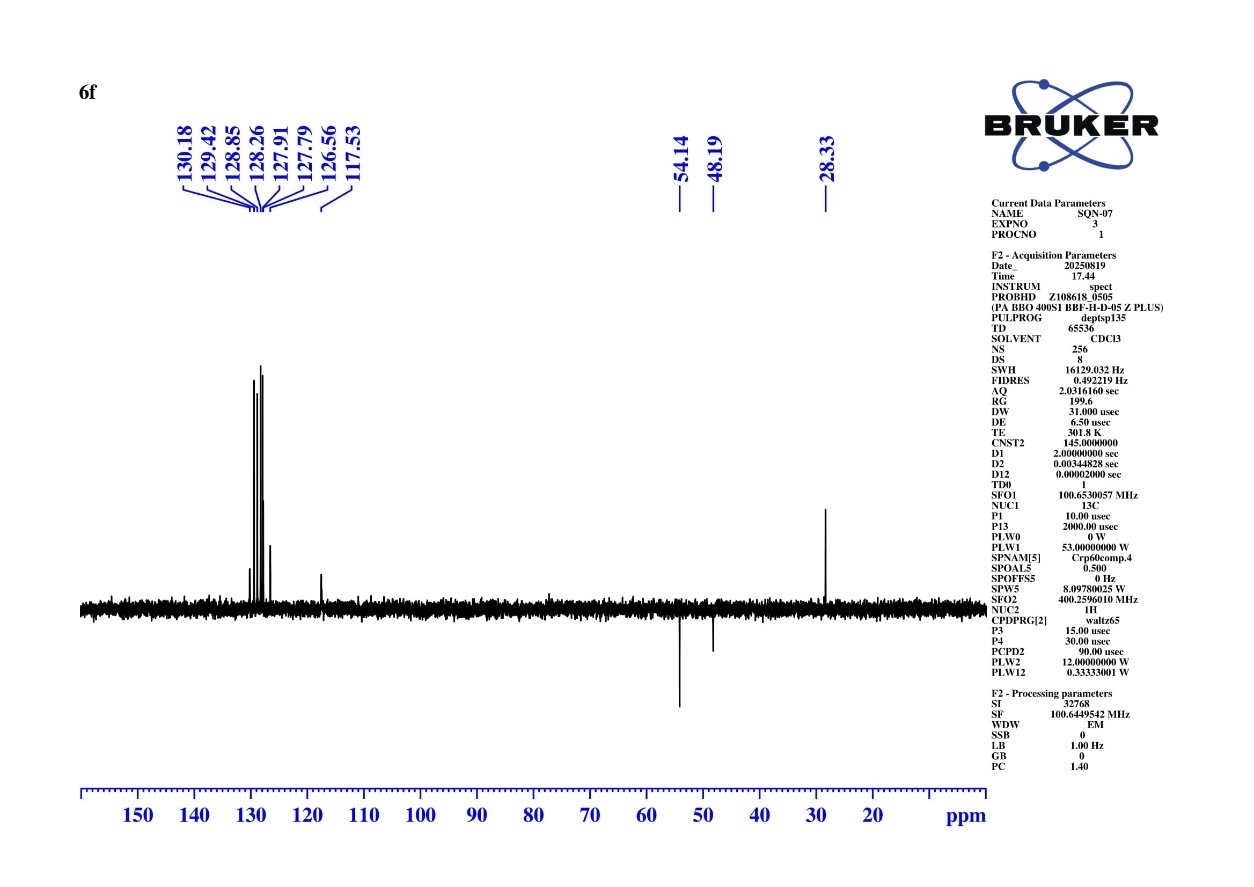 6f
130.18
129.42
128.85
128.26
127.91
127.79
126.56
117.53
54.14
48.19
28.33
BRUKER
Current Data Parameters
NAME SQN-07
EXPNO 3
PROCNO 1
F2 - Acquisition Parameters
Date_ 20250819
Time 17.44
INSTRUM spect
PROBHD Z108618_0505
(PA BBO 400S1 BBF-H-D-05 Z PLUS)
PULPROG deptsp135
TD 65536
SOLVENT CDCl3
NS 256
DS 8
SWH 16129.032 Hz
FIDRES 0.492219 Hz
AQ 2.0316160 sec
RG 199.6
DW 31.000 usec
DE 6.50 usec
TE 301.8 K
CNST2 145.0000000
D1 2.00000000 sec
D2 0.00344828 sec
D12 0.00002000 sec
TD0 1
SFO1 100.6530057 MHz
NUC1 13C
P1 10.00 usec
P13 2000.00 usec
PLW0 0 W
PLW1 53.00000000 W
SPNAM[5] Crp60comp.4
SPOAL5 0.500
SPOFFS5 0 Hz
SPW5 8.09780025 W
SFO2 400.2596010 MHz
NUC2 1H
CPDPRG[2] waltz65
P3 15.00 usec
P4 30.00 usec
PCPD2 90.00 usec
PLW2 12.00000000 W
PLW12 0.33333001 W
F2 - Processing parameters
SI 32768
SF 100.6449542 MHz
WDW EM
SSB 0
LB 1.00 Hz
GB 0
PC 1.40
150 140 130 120 110 100 90 80 70 60 50 40 30 20 ppm